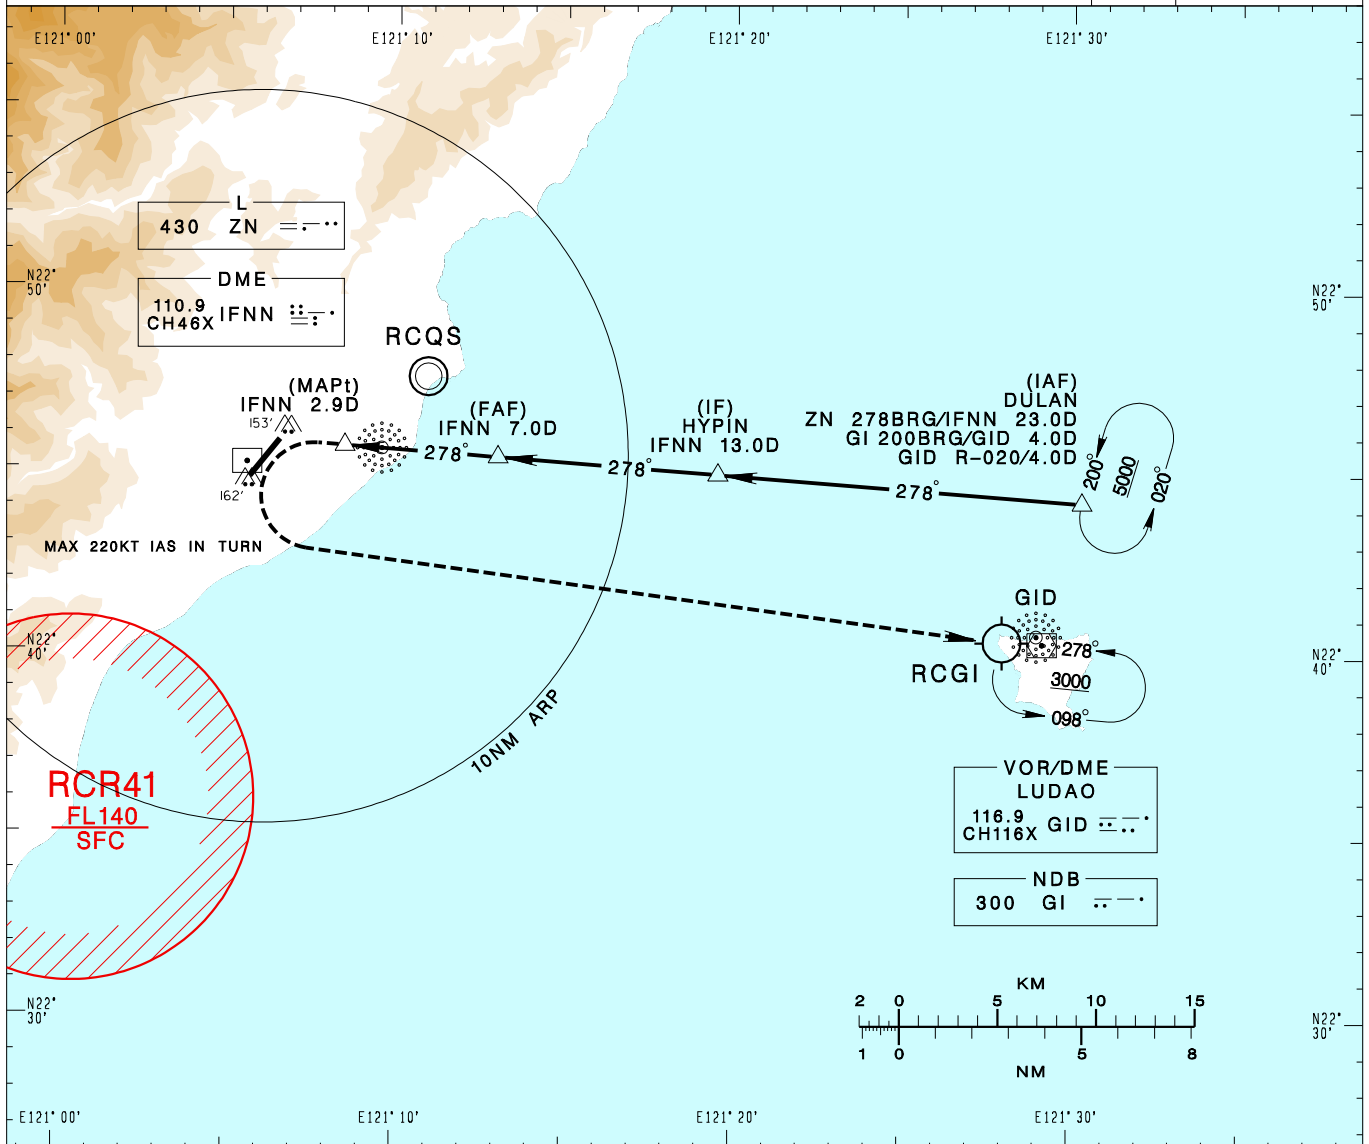 E121° 00'
E121° 10'
E121° 20'
E121° 30'
L
430 ZN
DME
110.9
CH46X IFNN
N22°
50'
N22°
50'
RCQS
(MAPt)
IFNN 2.9D
153'
162'
(FAF)
IFNN 7.0D
(IF)
HYPIN
IFNN 13.0D
(IAF)
DULAN
ZN 278BRG/IFNN 23.0D
GI 200BRG/GID 4.0D
GID R-020/4.0D
278°
278°
278°
200°
5000
020°
MAX 220KT IAS IN TURN
GID
RCGI
278°
3000
098°
N22°
40'
N22°
40'
10NM ARP
RCR41
FL140
SFC
VOR/DME
LUDAO
116.9
CH116X GID
NDB
300 GI
KM
2 0 5 10 15
1 0 5 8
NM
N22°
30'
N22°
30'
E121° 00'
E121° 10'
E121° 20'
E121° 30'